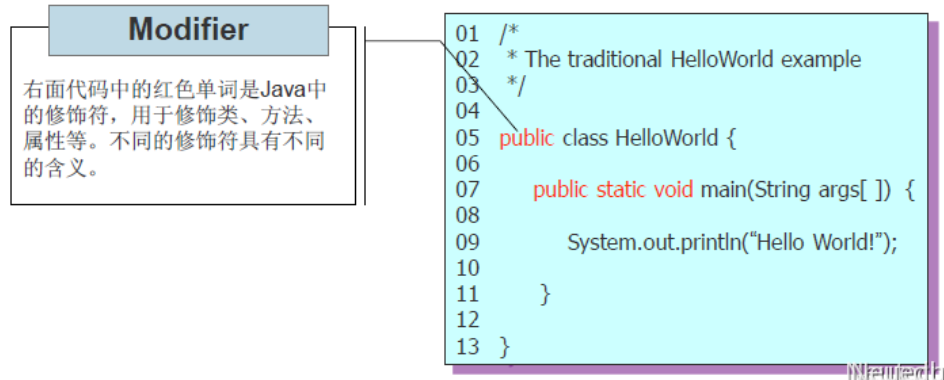 Modifier
右面代码中的红色单词是Java中
的修饰符，用于修饰类、方法、
属性等。不同的修饰符具有不同
的含义。
01 /*
02 * The traditional HelloWorld example
03 */
04
05 public class HelloWorld {
06
07 public static void main(String args[ ]) {
08
09 System.out.println(“Hello World!”);
10
11 }
12
13 }